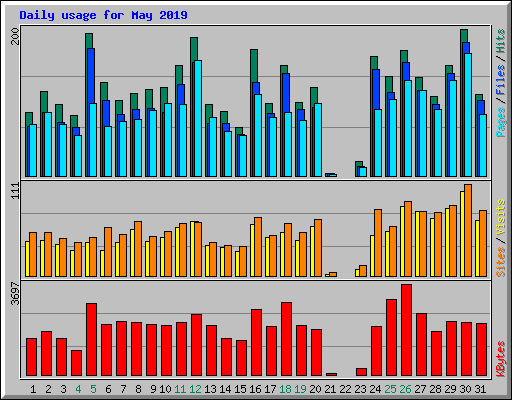 Daily usage for May 2019
200
Pages / Files / Hits
111
Sites / Visits
3697
KBytes
1 2 3 4 5 6 7 8 9 10 11 12 13 14 15 16 17 18 19 20 21 22 23 24 25 26 27 28 29 30 31